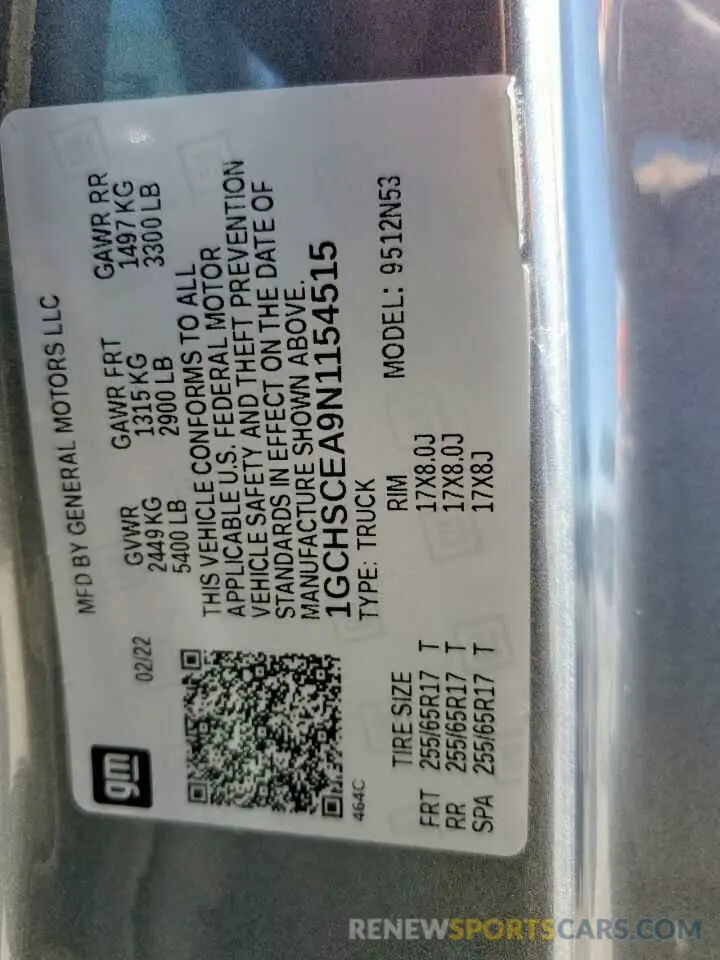 gm
MFD BY GENERAL MOTORS LLC
02/22
GVWR GAWR FRT GAWR RR
2449 KG 1315 KG 1497 KG
5400 LB 2900 LB 3300 LB
THIS VEHICLE CONFORMS TO ALL
APPLICABLE U.S. FEDERAL MOTOR
VEHICLE SAFETY AND THEFT PREVENTION
STANDARDS IN EFFECT ON THE DATE OF
MANUFACTURE SHOWN ABOVE.
1GCHSCEA9N1154515
464C
TYPE: TRUCK MODEL: 9512N53
TIRE SIZE RIM
FRT 255/65R17 T 17X8.0J
RR 255/65R17 T 17X8.0J
SPA 255/65R17 T 17X8J
RENEWSPORTSCARS.COM